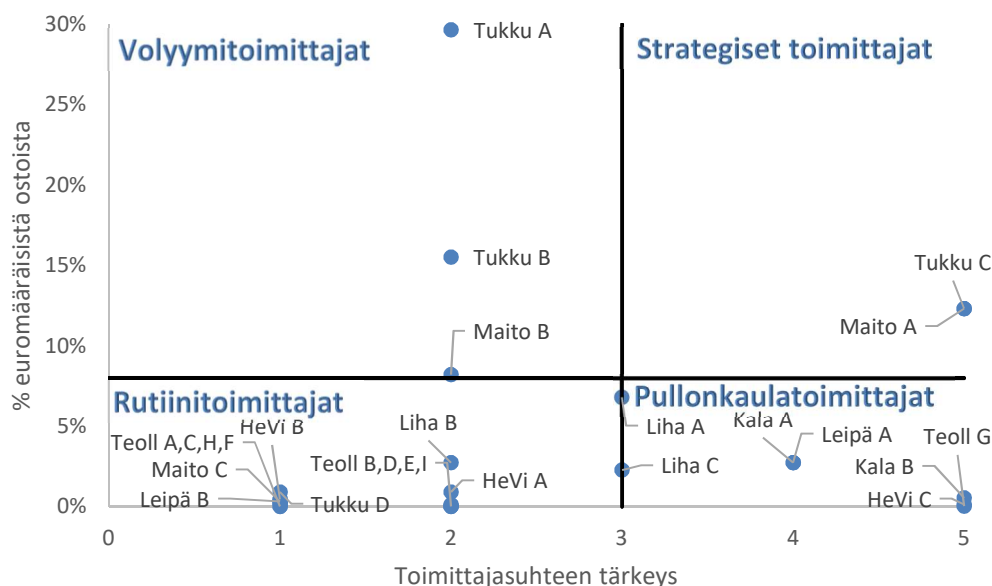 30%
Volyymitoimittajat
Tukku A
Strategiset toimittajat
25%
20%
% euromääräisistä ostoista
15%
Tukku B
Tukku C
Maito B
Maito A
10%
Rutiinitoimittajat
Pullonkaulatoimittajat
5%
HeVi B
Liha B
Liha A
Kala A
Leipä A
Teoll G
Teoll A,C,H,F
Teoll B,D,E,I
Maito C
HeVi A
Liha C
Kala B
Leipä B
Tukku D
HeVi C
0%
0 1 2 3 4 5
Toimittajasuhteen tärkeys